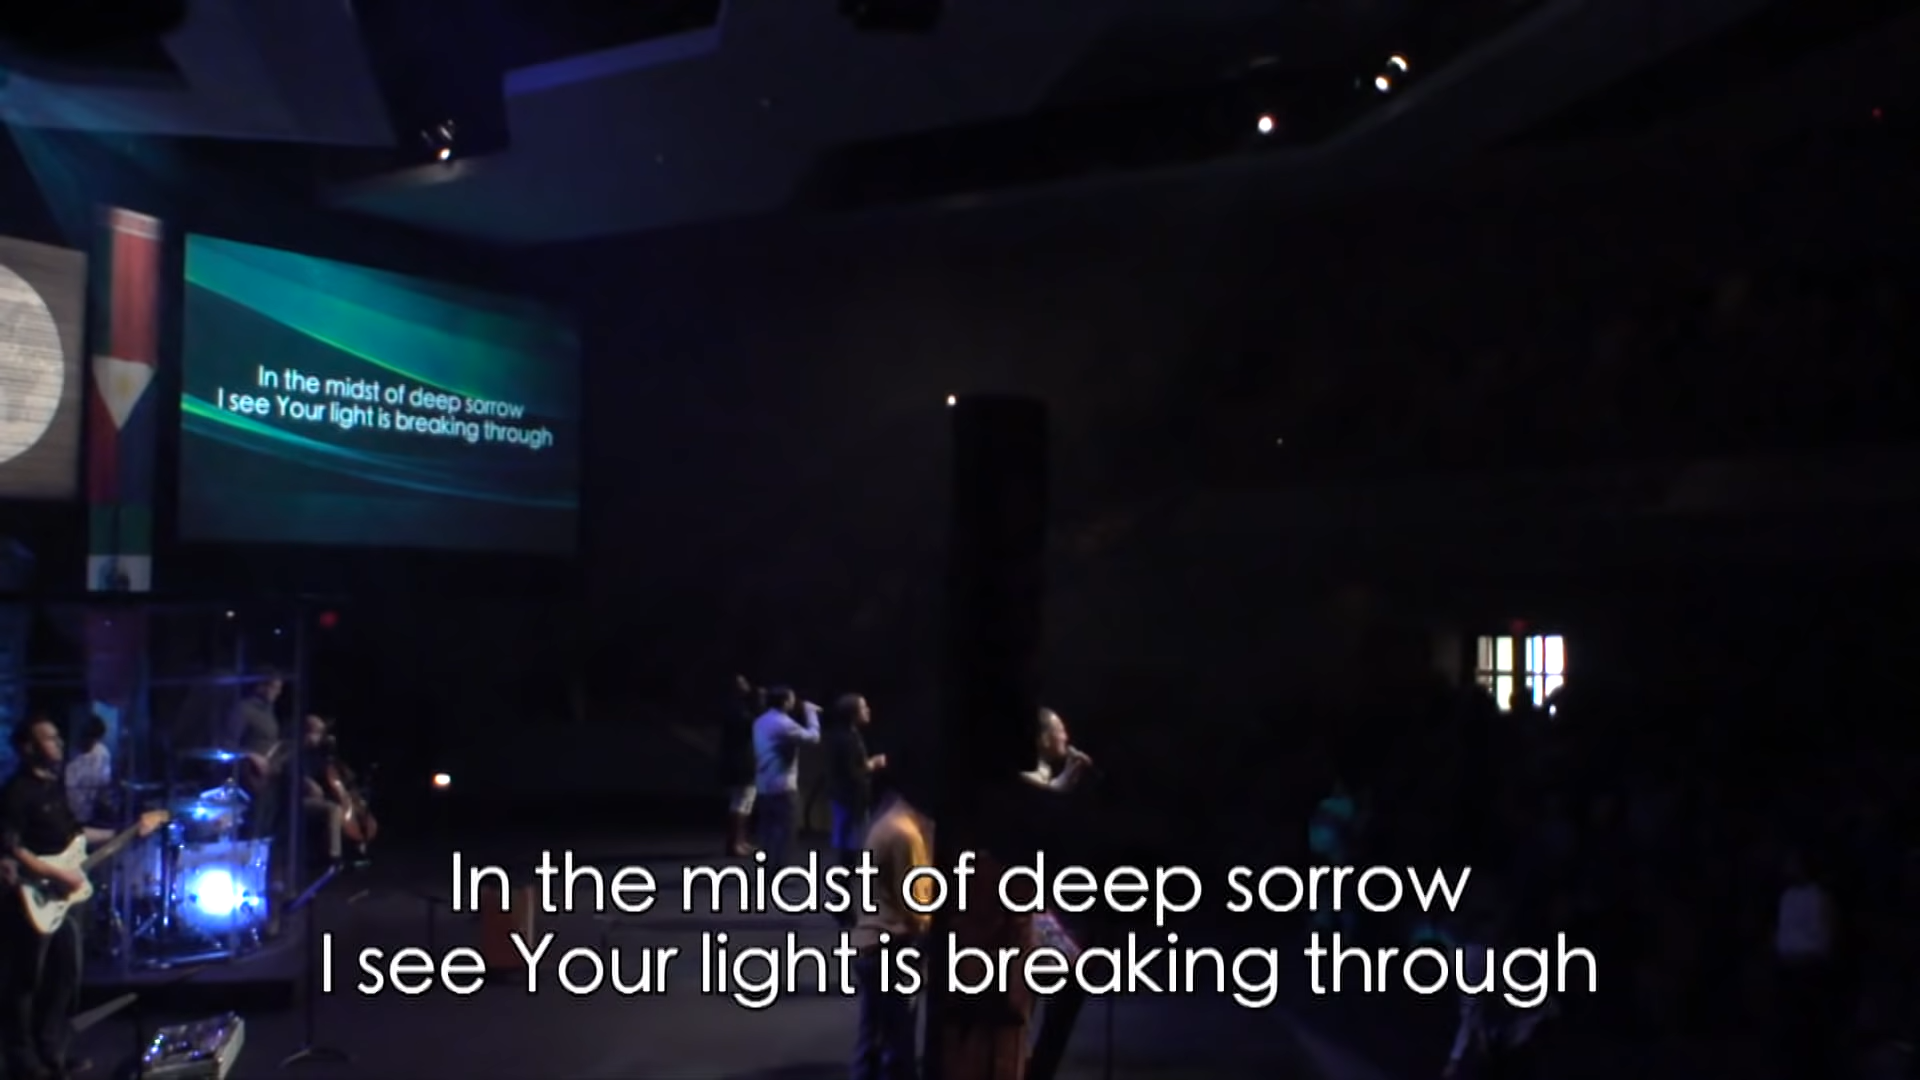 In the midst of deep sorrow
I see Your light is breaking through
In the midst of deep sorrow
I see Your light is breaking through